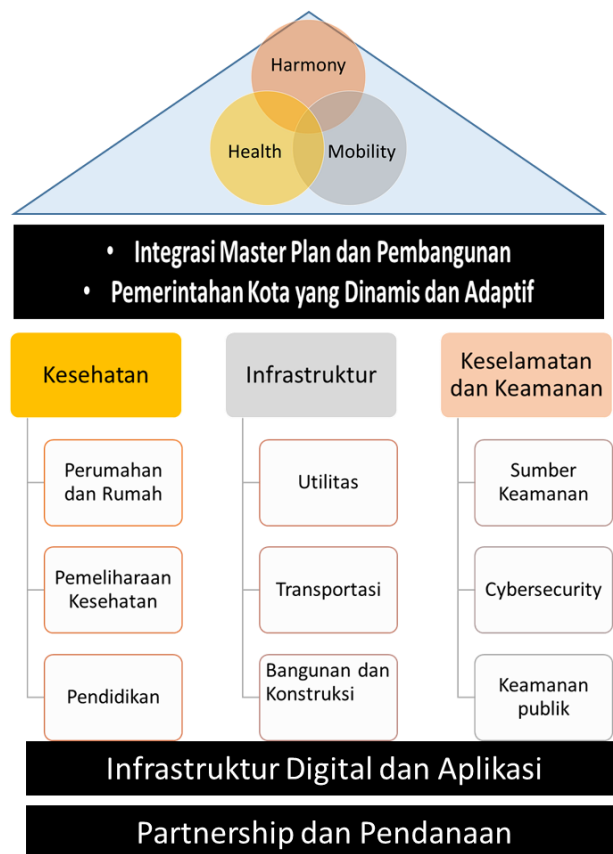 Harmony
Health
Mobility
• Integrasi Master Plan dan Pembangunan
• Pemerintahan Kota yang Dinamis dan Adaptif
Kesehatan
Perumahan
dan Rumah
Pemeliharaan
Kesehatan
Pendidikan
Infrastruktur
Utilitas
Transportasi
Bangunan dan
Konstruksi
Keselamatan
dan Keamanan
Sumber
Keamanan
Cybersecurity
Keamanan
publik
Infrastruktur Digital dan Aplikasi
Partnership dan Pendanaan